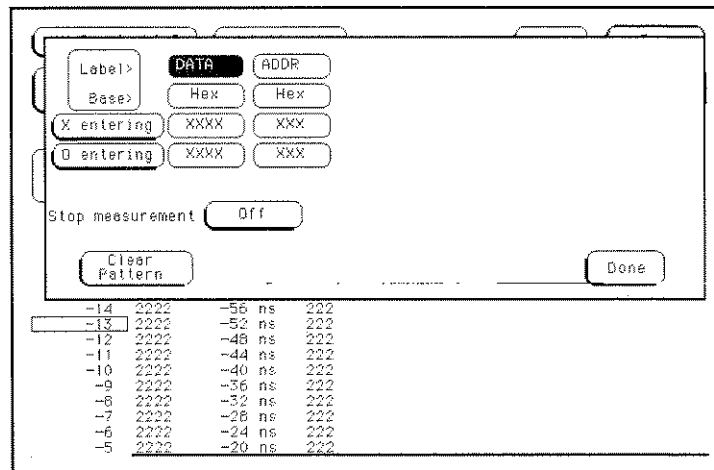 Label> DATA ADDR
Base> Hex Hex
X entering XXXX XXX
O entering XXXX XXX
Stop measurement Off
Clear Pattern Done
-14 2222 -56 ns 222
-13 2222 -52 ns 222
-12 2222 -48 ns 222
-11 2222 -44 ns 222
-10 2222 -40 ns 222
-9 2222 -36 ns 222
-8 2222 -32 ns 222
-7 2222 -28 ns 222
-6 2222 -24 ns 222
-5 2222 -20 ns 222